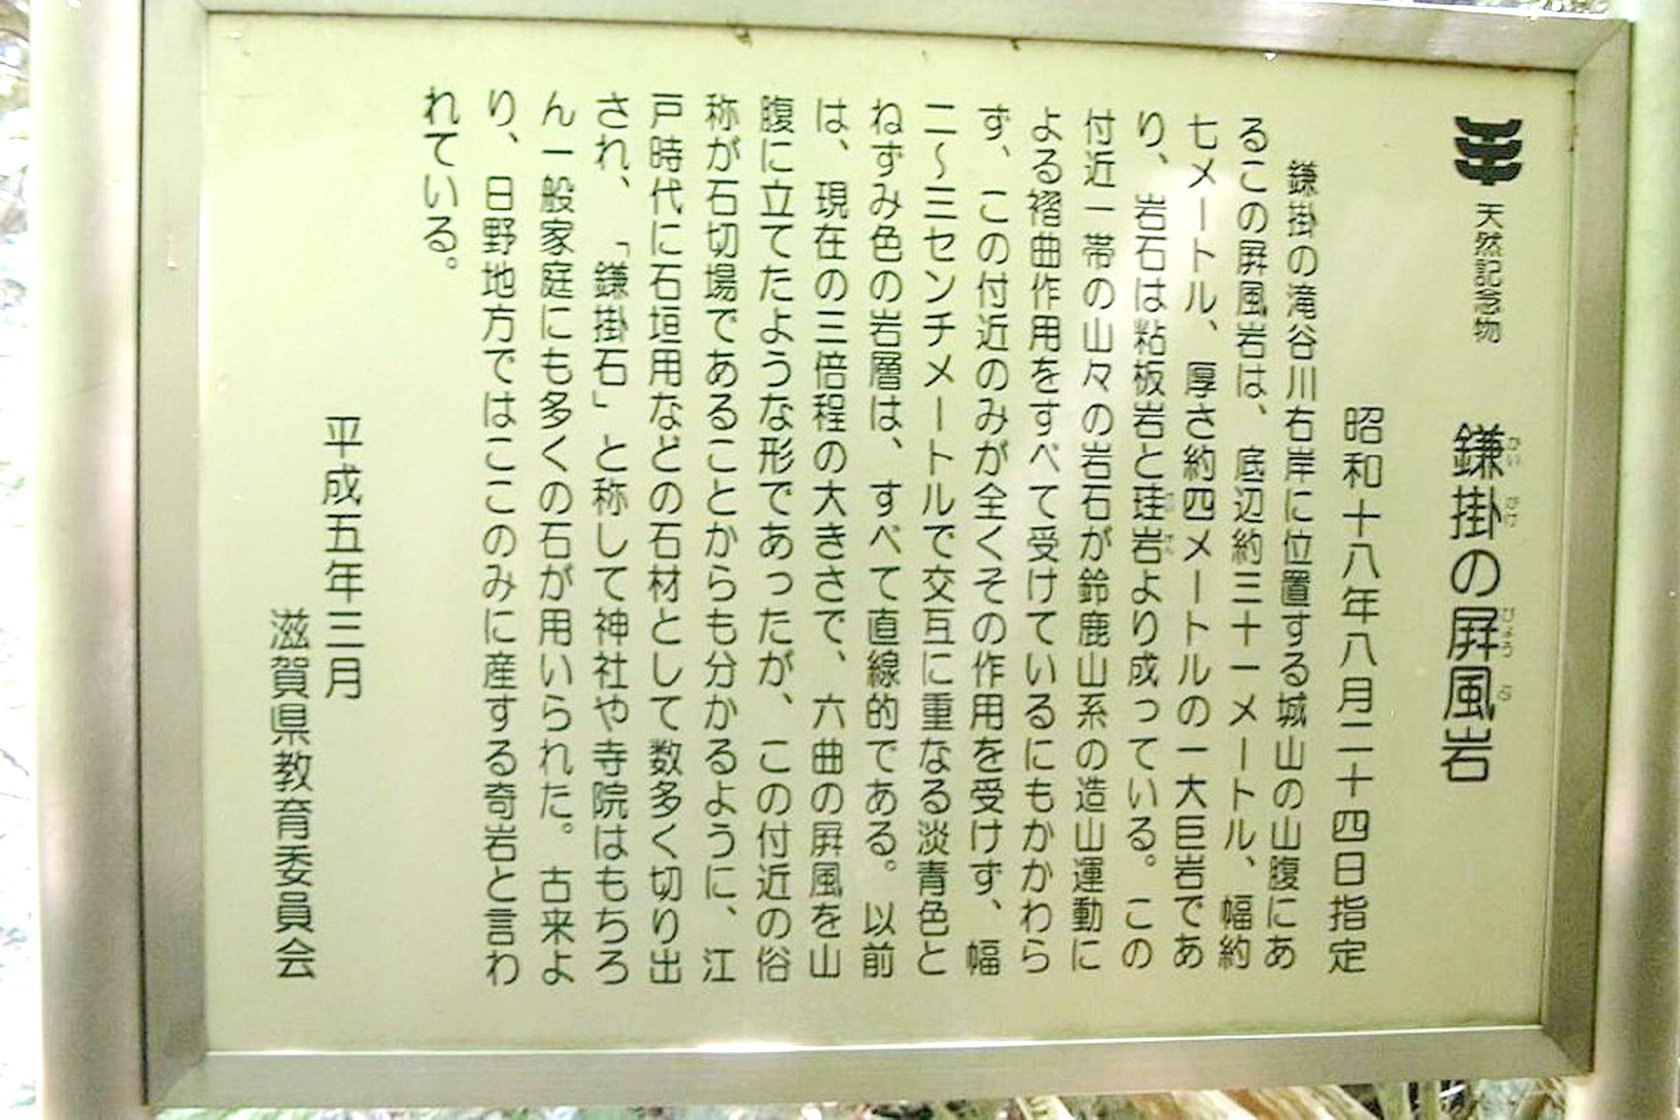 天然記念物　鎌掛の屛風岩
昭和十八年八月二十四日指定
鎌掛の滝谷川右岸に位置する城山の山腹にあ
るこの屛風岩は、底辺約三十一メートル、幅約
七メートル、厚さ約四メートルの一大巨岩であ
り、岩石は粘板岩と珪岩より成っている。この
付近一帯の山々の岩石が鈴鹿山系の造山運動に
よる褶曲作用をすべて受けているにもかかわら
ず、この付近のみが全くその作用を受けず、幅
二〜三センチメートルで交互に重なる淡青色と
ねずみ色の岩層は、すべて直線的である。以前
は、現在の三倍程の大きさで、六曲の屛風を山
腹に立てたような形であったが、この付近の俗
称が石切場であることからも分かるように、江
戸時代に石垣用などの石材として数多く切り出
され、「鎌掛石」と称して神社や寺院はもちろ
ん一般家庭にも多くの石が用いられた。古来よ
り、日野地方ではここのみに産する奇岩と言わ
れている。
平成五年三月
滋賀県教育委員会